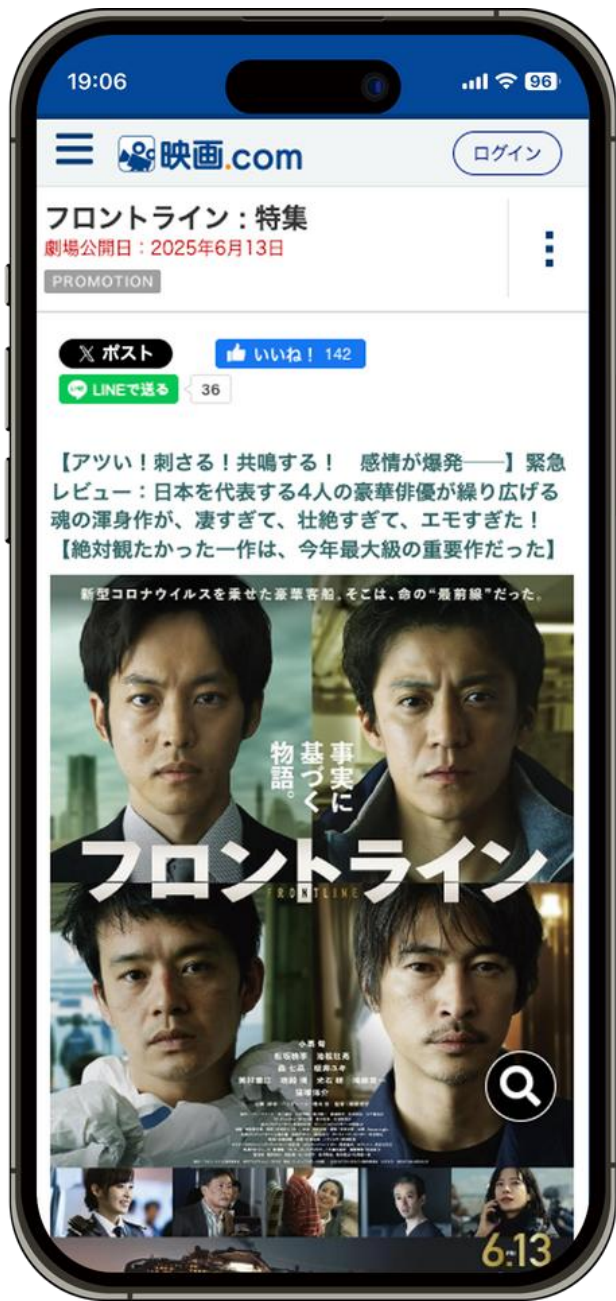 19:06
96
映画.com
ログイン
フロントライン : 特集
劇場公開日:2025年6月13日
PROMOTION
X ポスト
いいね! 142
LINEで送る
36
【アツい!刺さる!共鳴する! 感情が爆発――】緊急
レビュー:日本を代表する4人の豪華俳優が繰り広げる
魂の渾身作が、凄すぎて、壮絶すぎて、エモすぎた!
【絶対観たかった一作は、今年最大級の重要作だった】
新型コロナウイルスを乗せた豪華客船。そこは、命の“最前線”だった。
事実に
基づく
物語。
フロントライン
FRONTLINE
小栗旬
松坂桃李 池松壮亮
森七菜 桜井ユキ
窪塚洋介
6.13
FRI